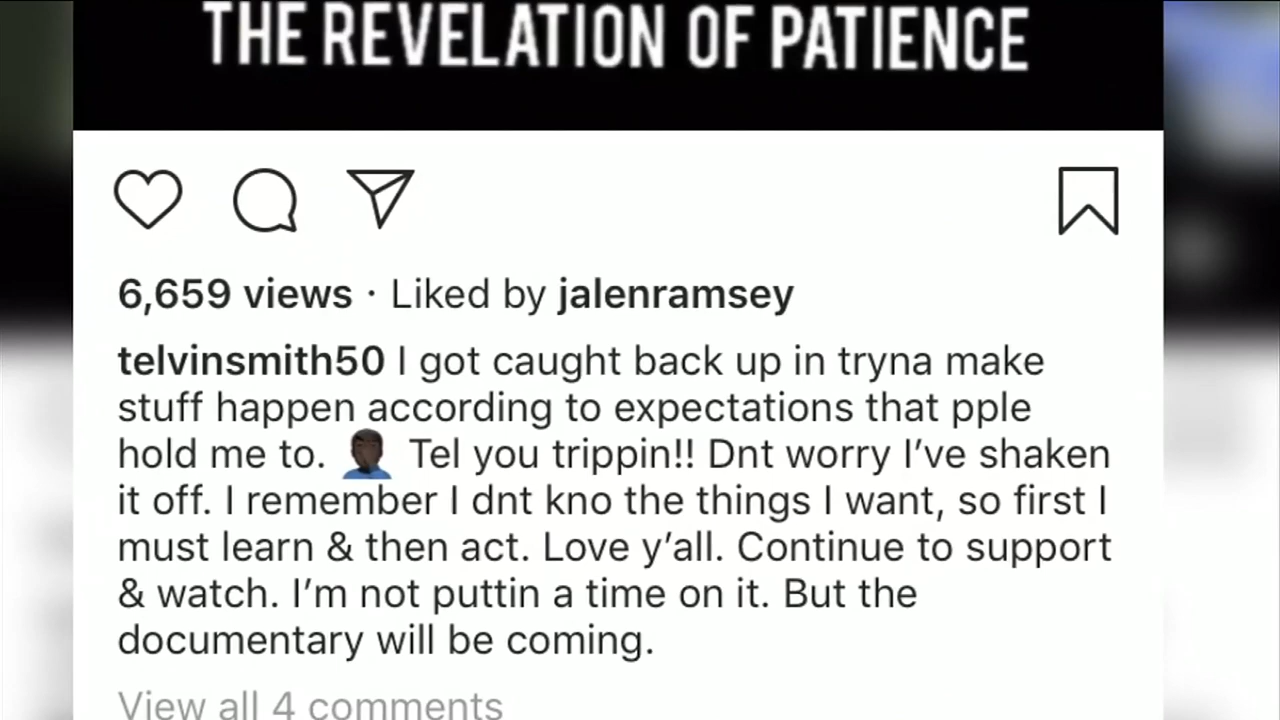 THE REVELATION OF PATIENCE
6,659 views · Liked by jalenramsey
telvinsmith50 I got caught back up in tryna make
stuff happen according to expectations that pple
hold me to. 🤦🏿‍♂️ Tel you trippin!! Dnt worry I’ve shaken
it off. I remember I dnt kno the things I want, so first I
must learn & then act. Love y’all. Continue to support
& watch. I’m not puttin a time on it. But the
documentary will be coming.
View all 4 comments